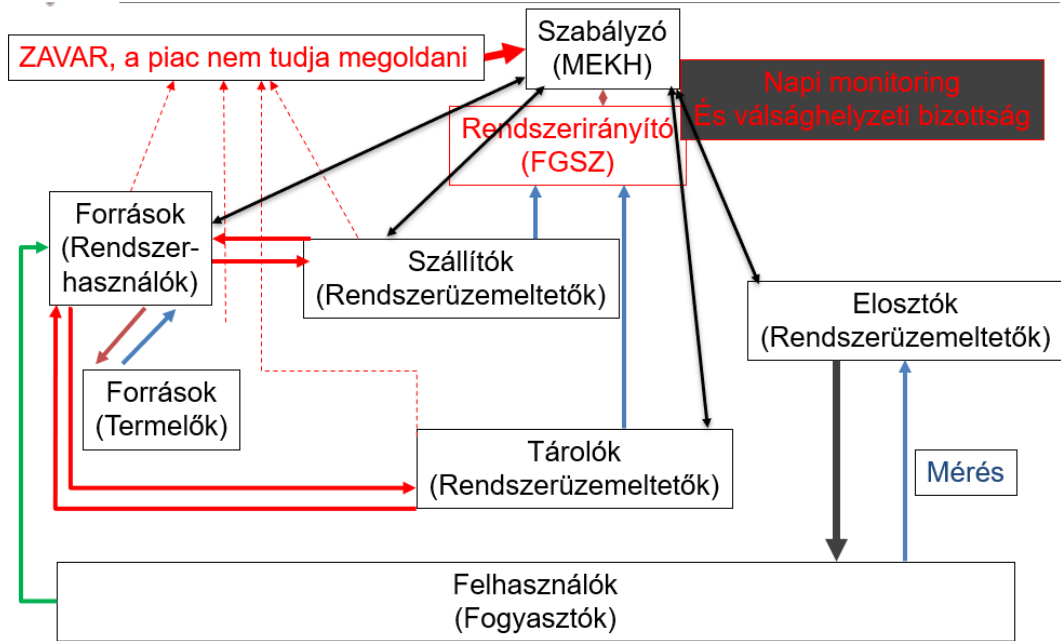 ZAVAR, a piac nem tudja megoldani
Szabályzó
(MEKH)
Napi monitoring
És válsághelyzeti bizottság
Rendszerirányító
(FGSZ)
Források
(Rendszer-
használók)
Szállítók
(Rendszerüzemeltetők)
Elosztók
(Rendszerüzemeltetők)
Források
(Termelők)
Tárolók
(Rendszerüzemeltetők)
Mérés
Felhasználók
(Fogyasztók)